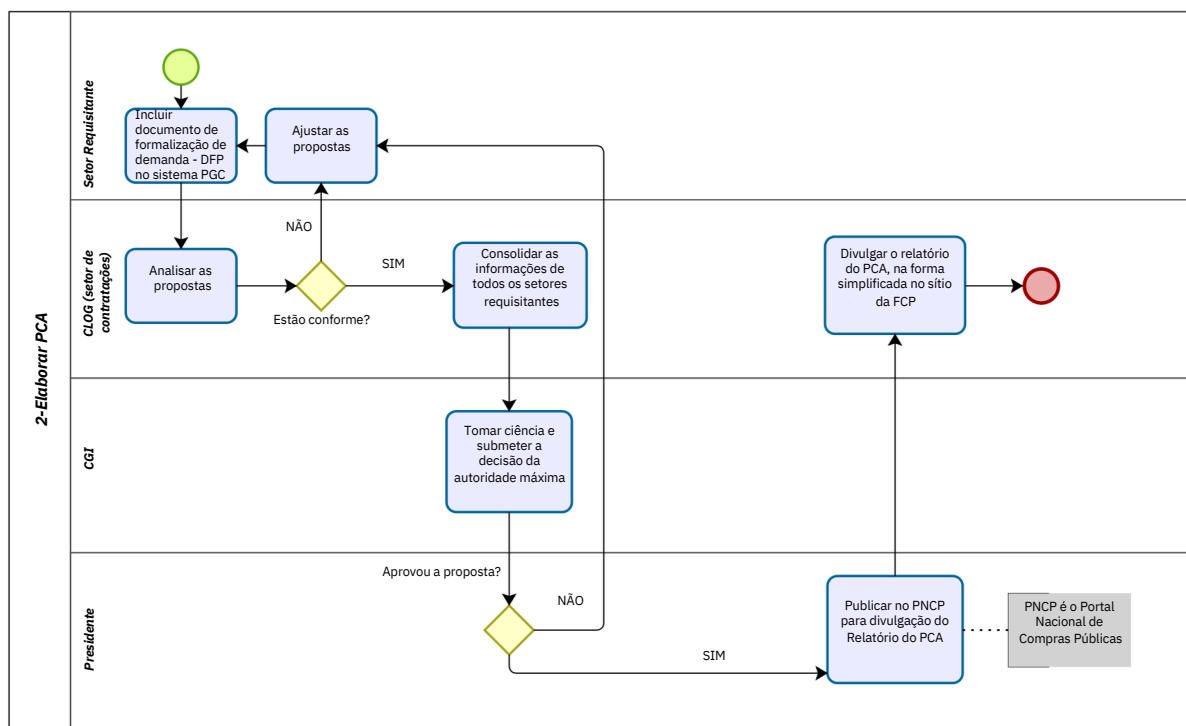 2-Elaborar PCA
Setor Requisitante
Incluir
documento de
formalização de
demanda - DFP
no sistema PGC
Ajustar as
propostas
CLOG (setor de
contratações)
NÃO
Analisar as
propostas
Estão conforme?
SIM
Consolidar as
informações de
todos os setores
requisitantes
Divulgar o relatório
do PCA, na forma
simplificada no sítio
da FCP
CGI
Tomar ciência e
submeter a
decisão da
autoridade máxima
Presidente
Aprovou a proposta?
NÃO
SIM
Publicar no PNCP
para divulgação do
Relatório do PCA
PNCP é o Portal
Nacional de
Compras Públicas